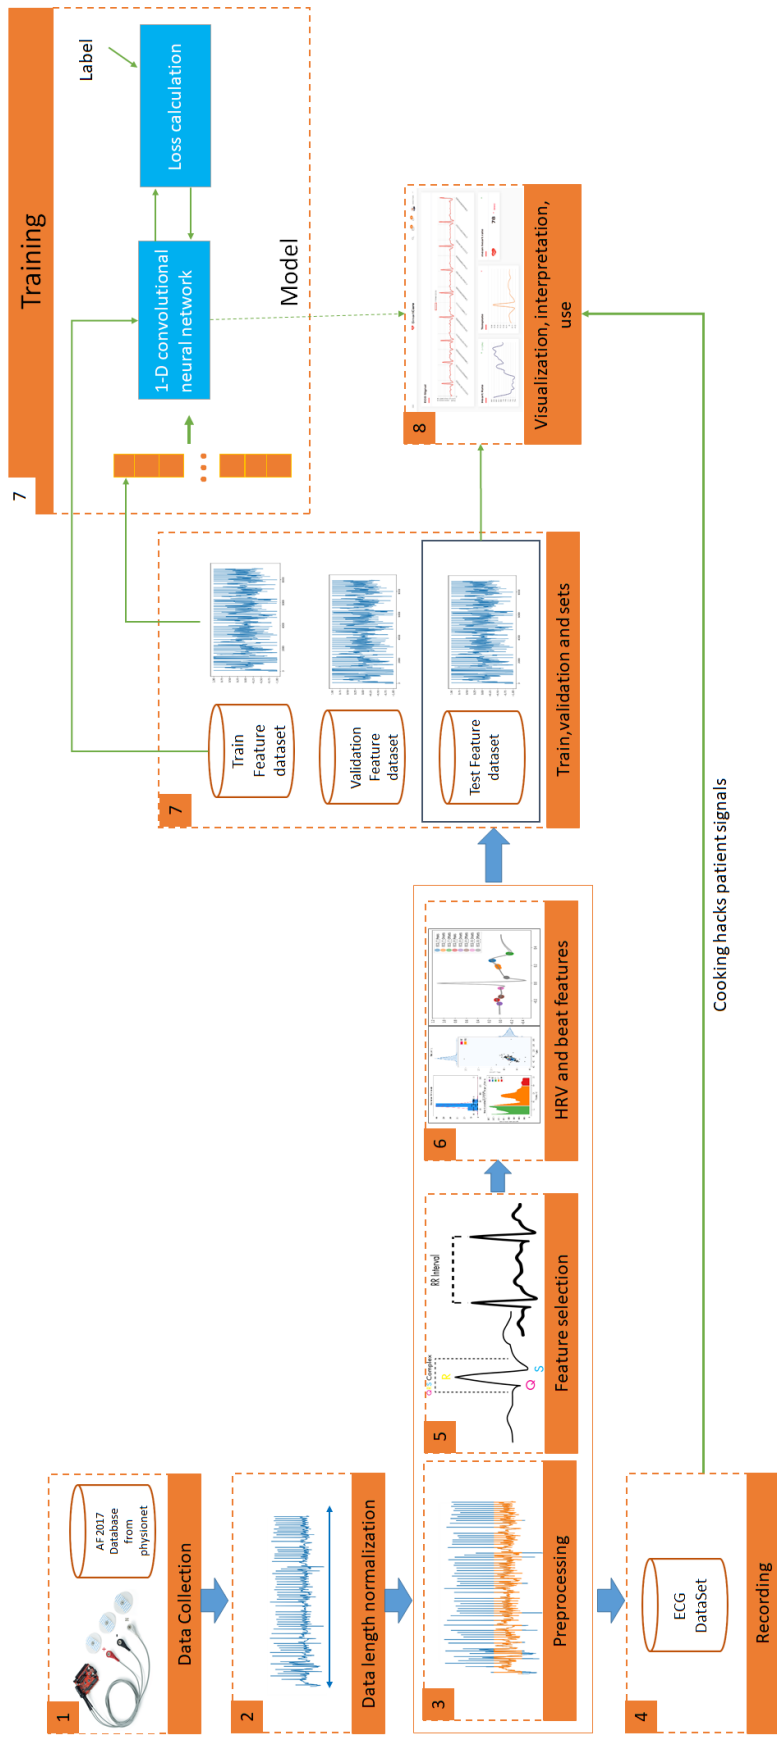 1
AF 2017
Database
from
physionet
Data Collection
2
Data length normalization
3
Preprocessing
4
ECG
DataSet
Recording
5
QS Complex
R
Q
S
RR Interval
Feature selection
6
HRV and beat features
7
Train
Feature
dataset
Validation
Feature
dataset
Test Feature
dataset
Train,validation and sets
7
Training
Label
1-D convolutional
neural network
Loss calculation
Model
8
Visualization, interpretation,
use
Cooking hacks patient signals